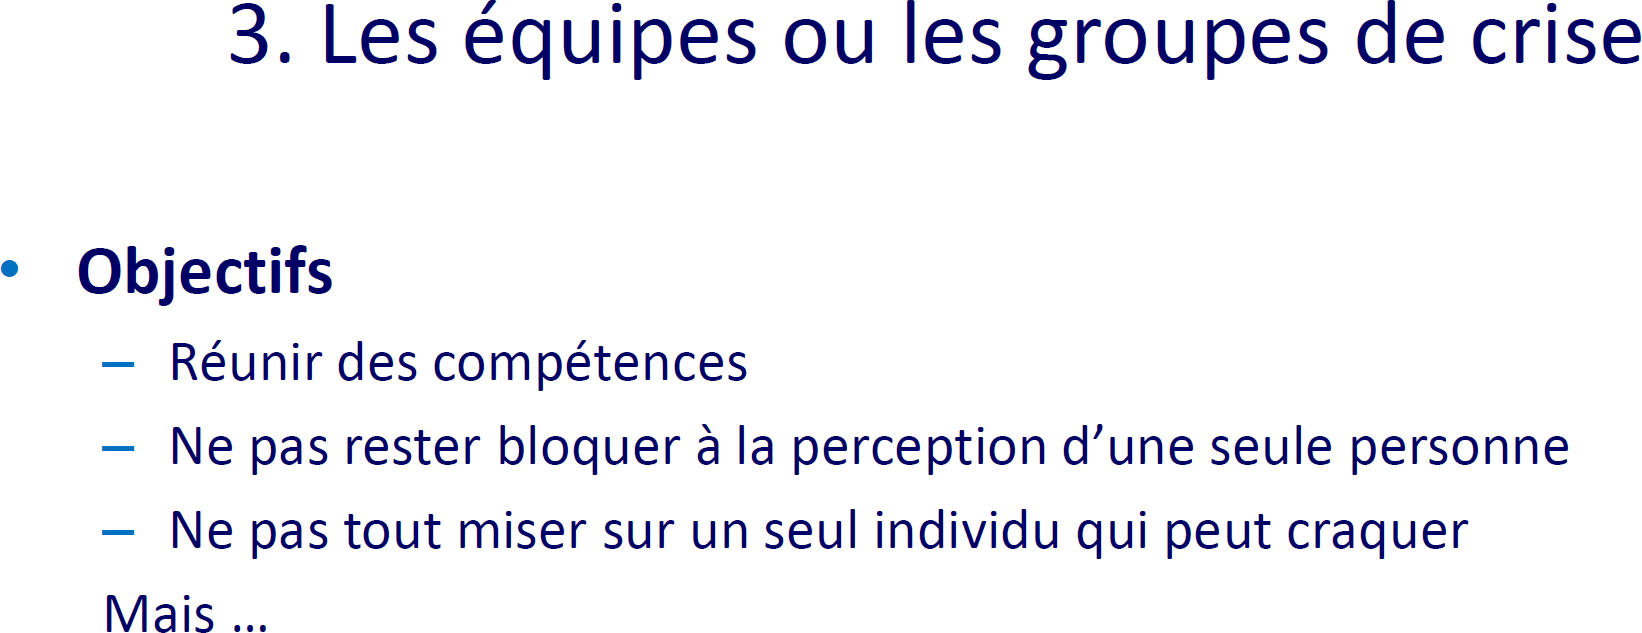 3. Les équipes ou les groupes de crise
• Objectifs
– Réunir des compétences
– Ne pas rester bloquer à la perception d’une seule personne
– Ne pas tout miser sur un seul individu qui peut craquer
Mais …